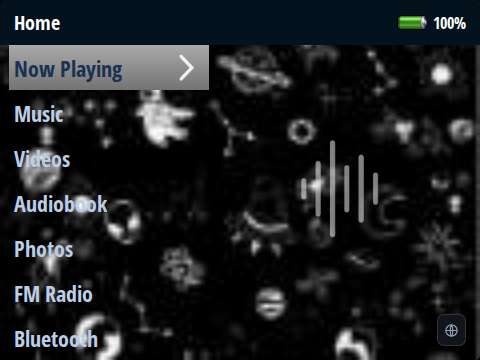 Home
100%
Now Playing
Music
Videos
Audiobook
Photos
FM Radio
Bluetooth